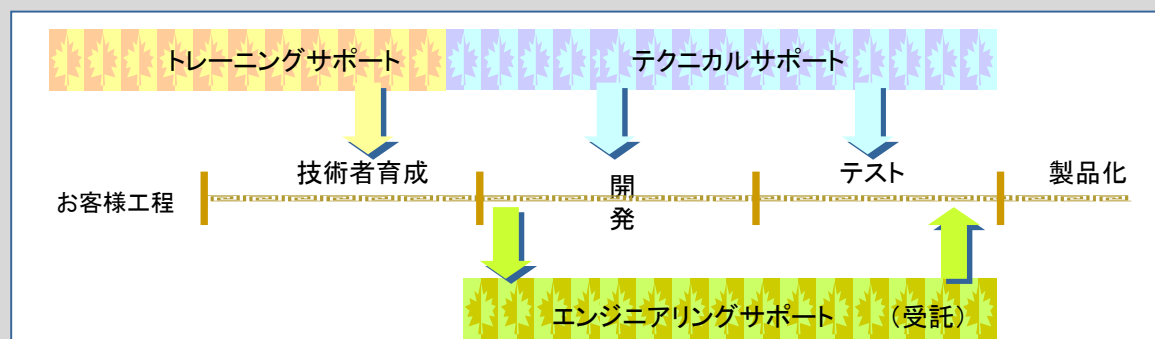 トレーニングサポート
テクニカルサポート
技術者育成
開
発
テスト
製品化
お客様工程
エンジニアリングサポート (受託)